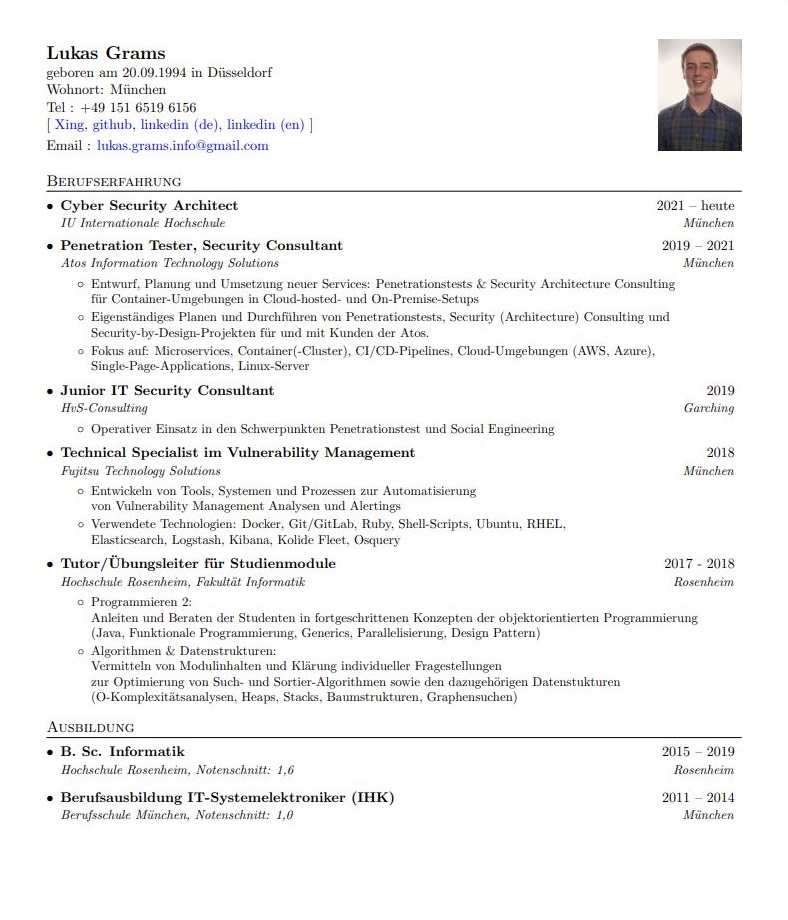 Lukas Grams
geboren am 20.09.1994 in Düsseldorf
Wohnort: München
Tel : +49 151 6519 6156
[ Xing, github, linkedin (de), linkedin (en) ]
Email : lukas.grams.info@gmail.com
Berufserfahrung
• Cyber Security Architect 2021 – heute
IU Internationale Hochschule München
• Penetration Tester, Security Consultant 2019 – 2021
Atos Information Technology Solutions München
◦ Entwurf, Planung und Umsetzung neuer Services: Penetrationstests & Security Architecture Consulting
für Container-Umgebungen in Cloud-hosted- und On-Premise-Setups
◦ Eigenständiges Planen und Durchführen von Penetrationstests, Security (Architecture) Consulting und
Security-by-Design-Projekten für und mit Kunden der Atos.
◦ Fokus auf: Microservices, Container(-Cluster), CI/CD-Pipelines, Cloud-Umgebungen (AWS, Azure),
Single-Page-Applications, Linux-Server
• Junior IT Security Consultant 2019
HvS-Consulting Garching
◦ Operativer Einsatz in den Schwerpunkten Penetrationstest und Social Engineering
• Technical Specialist im Vulnerability Management 2018
Fujitsu Technology Solutions München
◦ Entwickeln von Tools, Systemen und Prozessen zur Automatisierung
von Vulnerability Management Analysen und Alertings
◦ Verwendete Technologien: Docker, Git/GitLab, Ruby, Shell-Scripts, Ubuntu, RHEL,
Elasticsearch, Logstash, Kibana, Kolide Fleet, Osquery
• Tutor/Übungsleiter für Studienmodule 2017 - 2018
Hochschule Rosenheim, Fakultät Informatik Rosenheim
◦ Programmieren 2:
Anleiten und Beraten der Studenten in fortgeschrittenen Konzepten der objektorientierten Programmierung
(Java, Funktionale Programmierung, Generics, Parallelisierung, Design Pattern)
◦ Algorithmen & Datenstrukturen:
Vermitteln von Modulinhalten und Klärung individueller Fragestellungen
zur Optimierung von Such- und Sortier-Algorithmen sowie den dazugehörigen Datenstukturen
(O-Komplexitätsanalysen, Heaps, Stacks, Baumstrukturen, Graphensuchen)
Ausbildung
• B. Sc. Informatik 2015 – 2019
Hochschule Rosenheim, Notenschnitt: 1,6 Rosenheim
• Berufsausbildung IT-Systemelektroniker (IHK) 2011 – 2014
Berufsschule München, Notenschnitt: 1,0 München